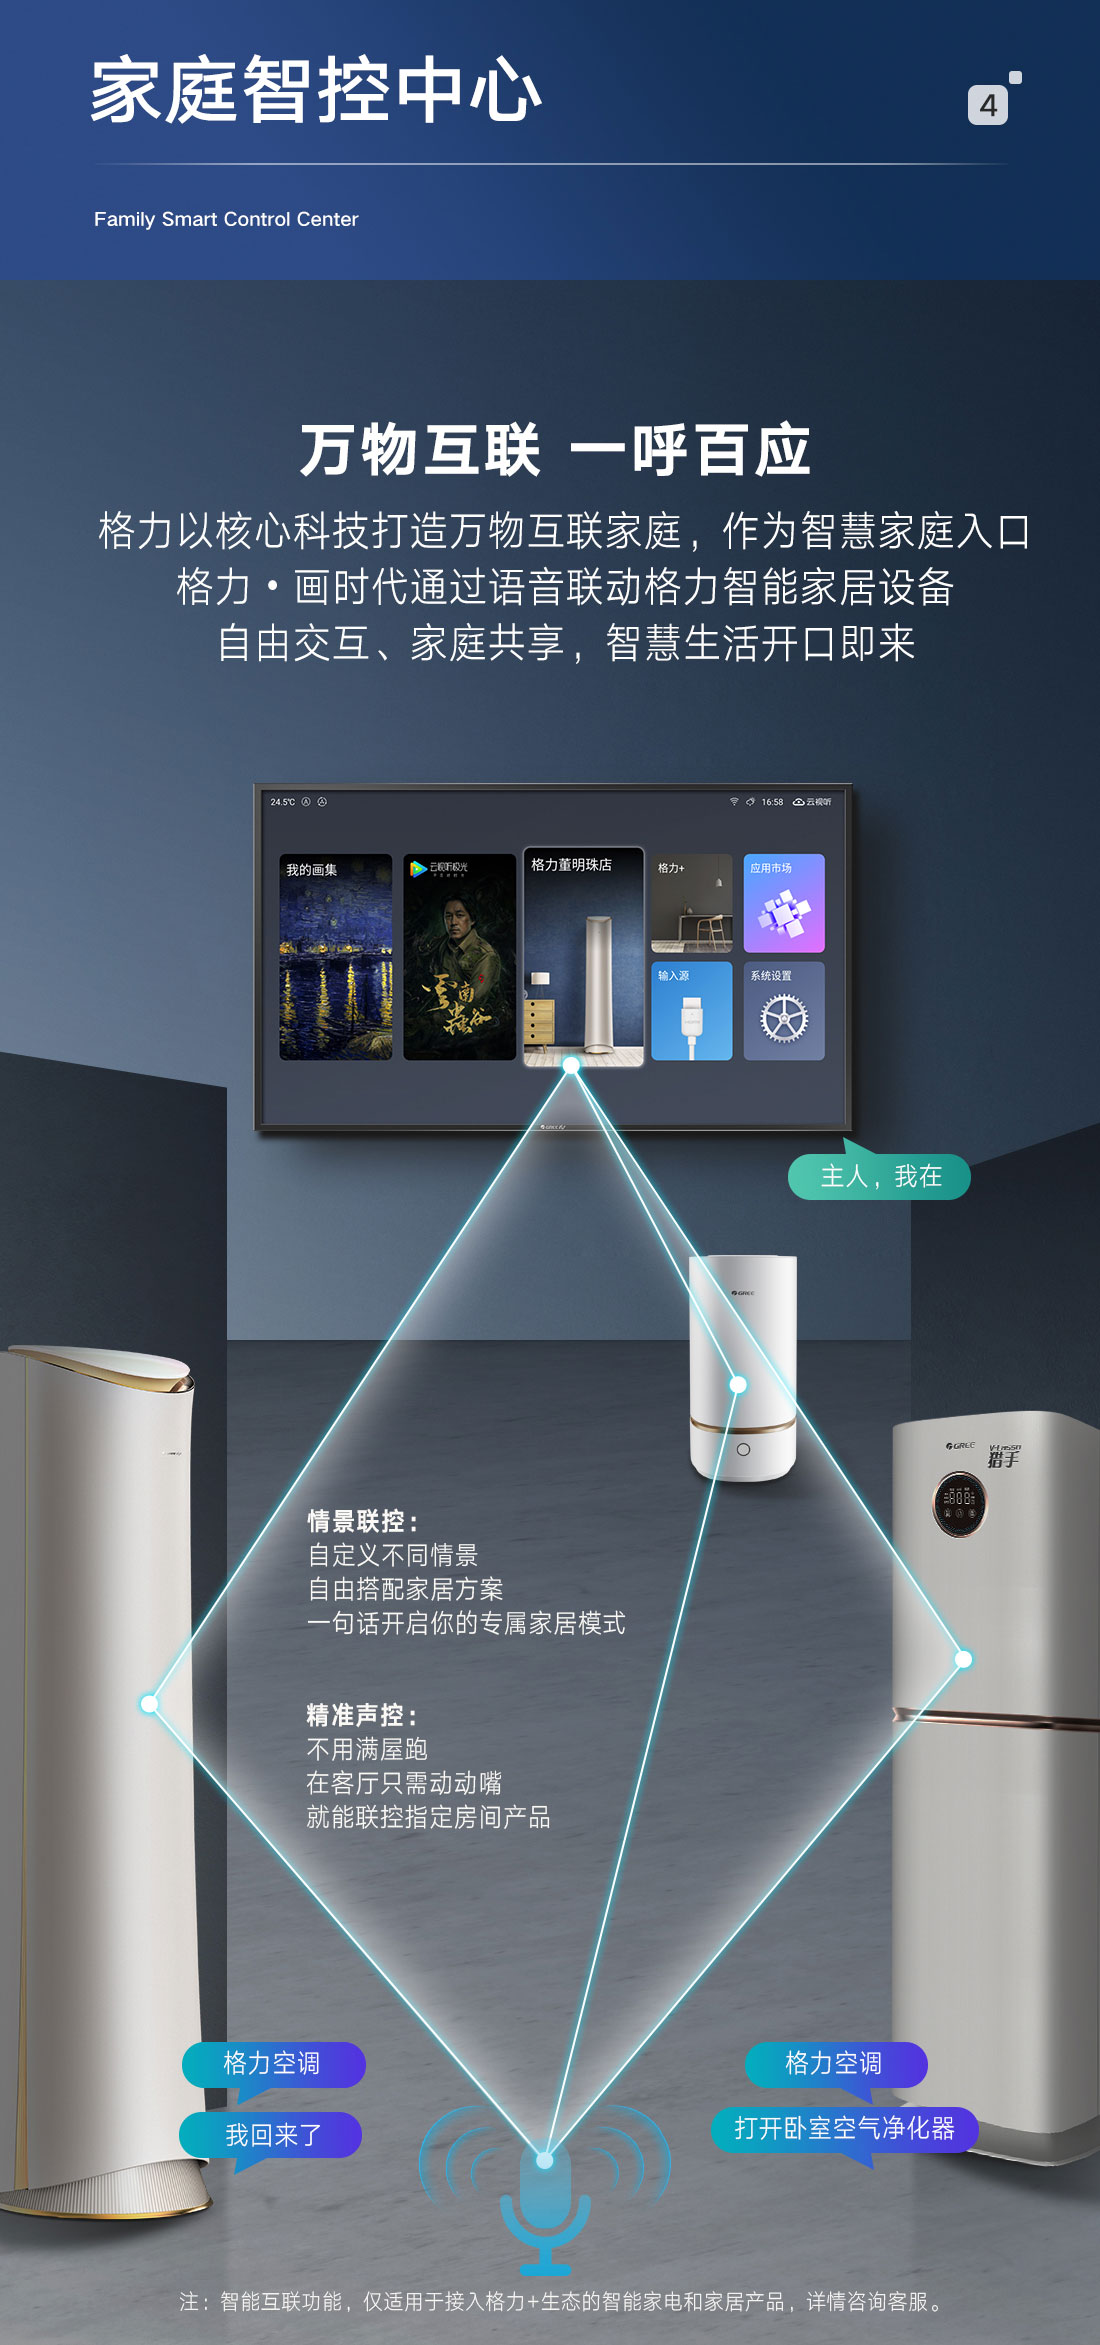 家庭智控中心
4
Family Smart Control Center
万物互联 一呼百应
格力以核心科技打造万物互联家庭，作为智慧家庭入口
格力·画时代通过语音联动格力智能家居设备
自由交互、家庭共享，智慧生活开口即来
24.5℃
16:58 云视听
我的画集
云视听极光
格力董明珠店
格力+
应用市场
云南虫谷
输入源
系统设置
GREE
主人，我在
GREE
GREE
猎手
情景联控：
自定义不同情景
自由搭配家居方案
一句话开启你的专属家居模式
精准声控：
不用满屋跑
在客厅只需动动嘴
就能联控指定房间产品
格力空调
我回来了
格力空调
打开卧室空气净化器
注：智能互联功能，仅适用于接入格力+生态的智能家电和家居产品，详情咨询客服。